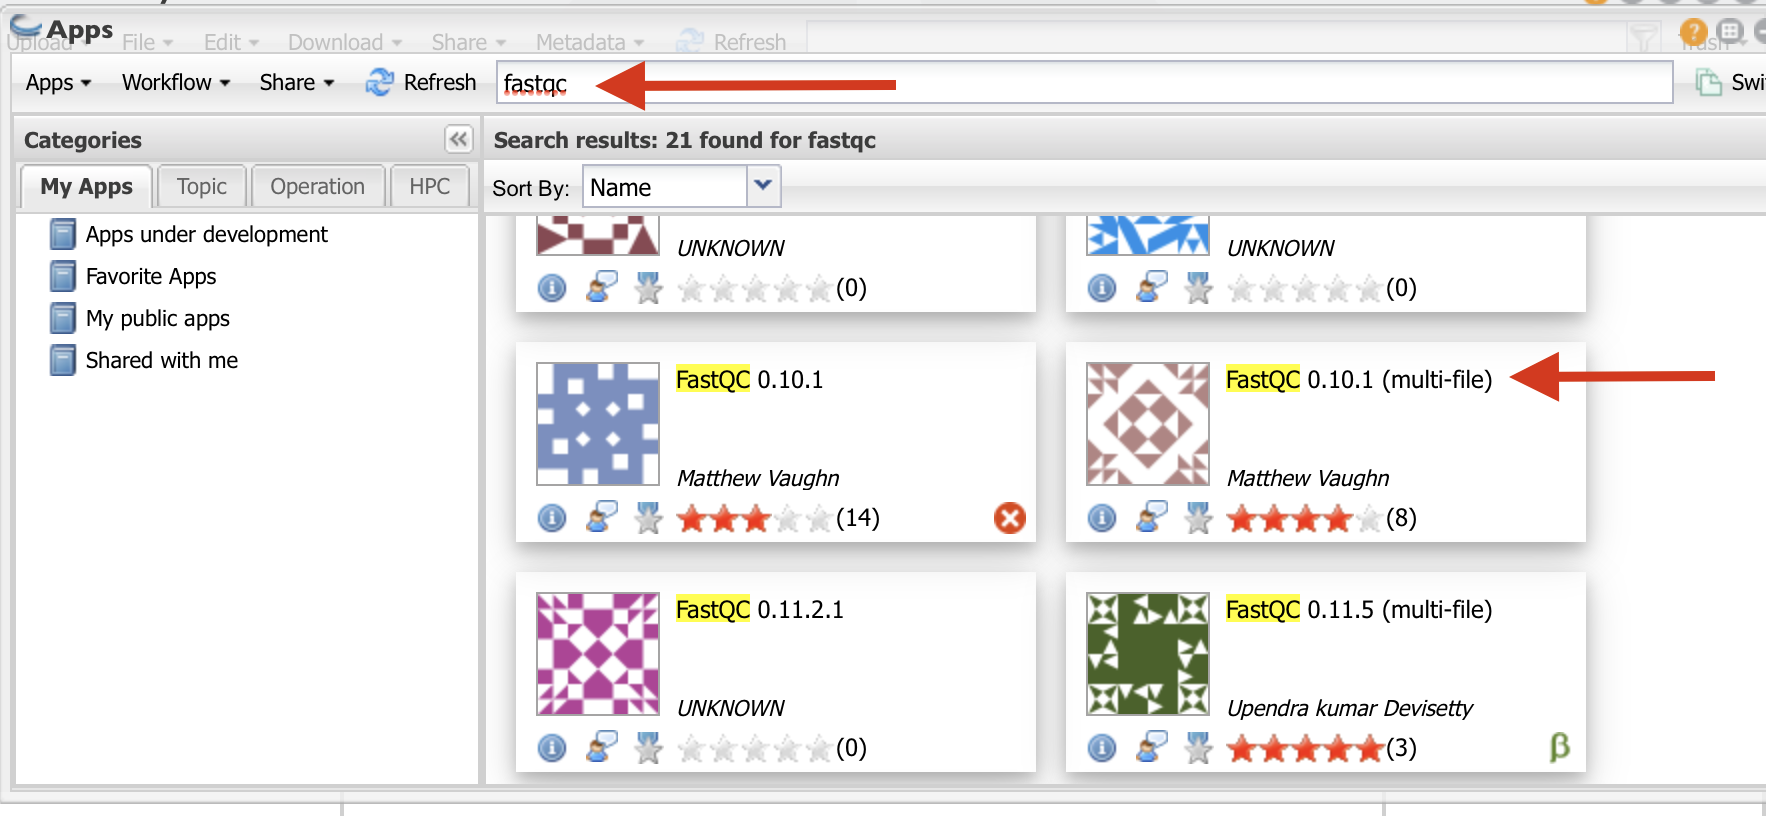 Apps
Upload File Edit Download Share Metadata Refresh Trash
Apps Workflow Share Refresh fastqc
Categories
Search results: 21 found for fastqc
My Apps Topic Operation HPC
Sort By: Name
Apps under development
Favorite Apps
My public apps
Shared with me
UNKNOWN
(0)
UNKNOWN
(0)
FastQC 0.10.1
Matthew Vaughn
(14)
FastQC 0.10.1 (multi-file)
Matthew Vaughn
(8)
FastQC 0.11.2.1
UNKNOWN
(0)
FastQC 0.11.5 (multi-file)
Upendra kumar Devisetty
(3)
β